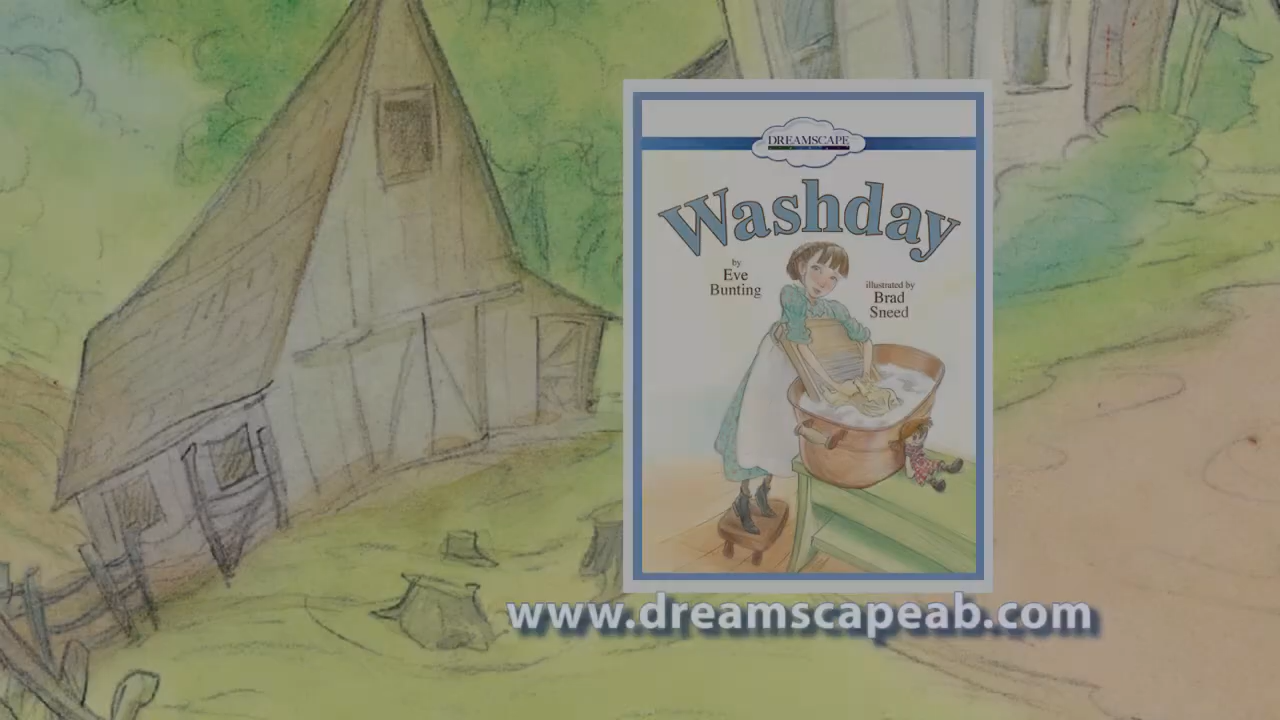 DREAMSCAPE
Washday
by
Eve
Bunting
illustrated by
Brad
Sneed
www.dreamscapeab.com